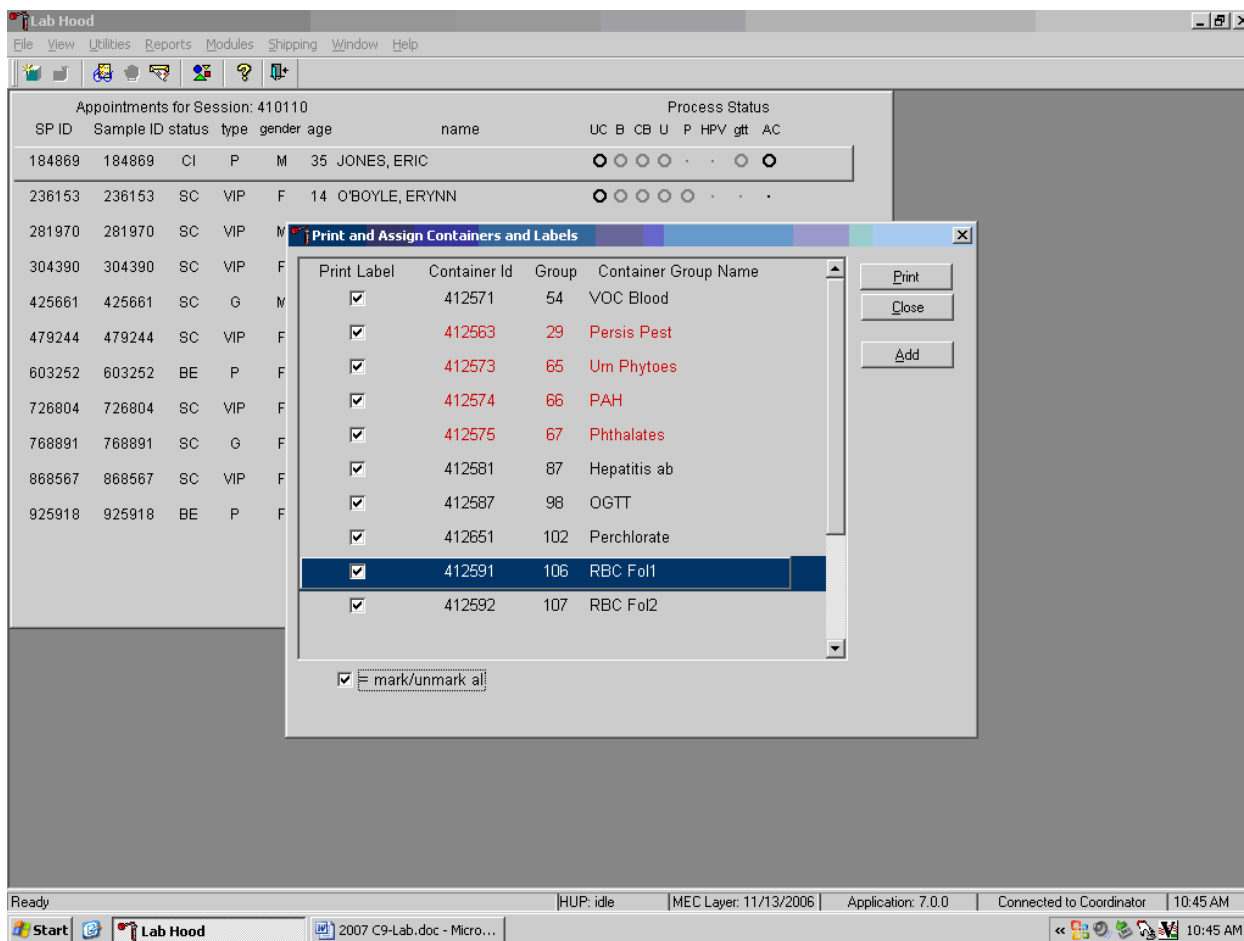 Lab Hood
File View Utilities Reports Modules Shipping Window Help
Appointments for Session: 410110 Process Status
SP ID Sample ID status type gender age name UC B CB U P HPV gtt AC
184869 184869 CI P M 35 JONES, ERIC
236153 236153 SC VIP F 14 O'BOYLE, ERYNN
281970 281970 SC VIP M
304390 304390 SC VIP F
425661 425661 SC G M
479244 479244 SC VIP F
603252 603252 BE P F
726804 726804 SC VIP F
768891 768891 SC G F
868567 868567 SC VIP F
925918 925918 BE P F
Print and Assign Containers and Labels
Print Label Container Id Group Container Group Name
412571 54 VOC Blood
412563 29 Persis Pest
412573 65 Urn Phytoes
412574 66 PAH
412575 67 Phthalates
412581 87 Hepatitis ab
412587 98 OGTT
412651 102 Perchlorate
412591 106 RBC Fol1
412592 107 RBC Fol2
= mark/unmark al
Print
Close
Add
Ready HUP: idle MEC Layer: 11/13/2006 Application: 7.0.0 Connected to Coordinator 10:45 AM
Start Lab Hood 2007 C9-Lab.doc - Micro... « 10:45 AM